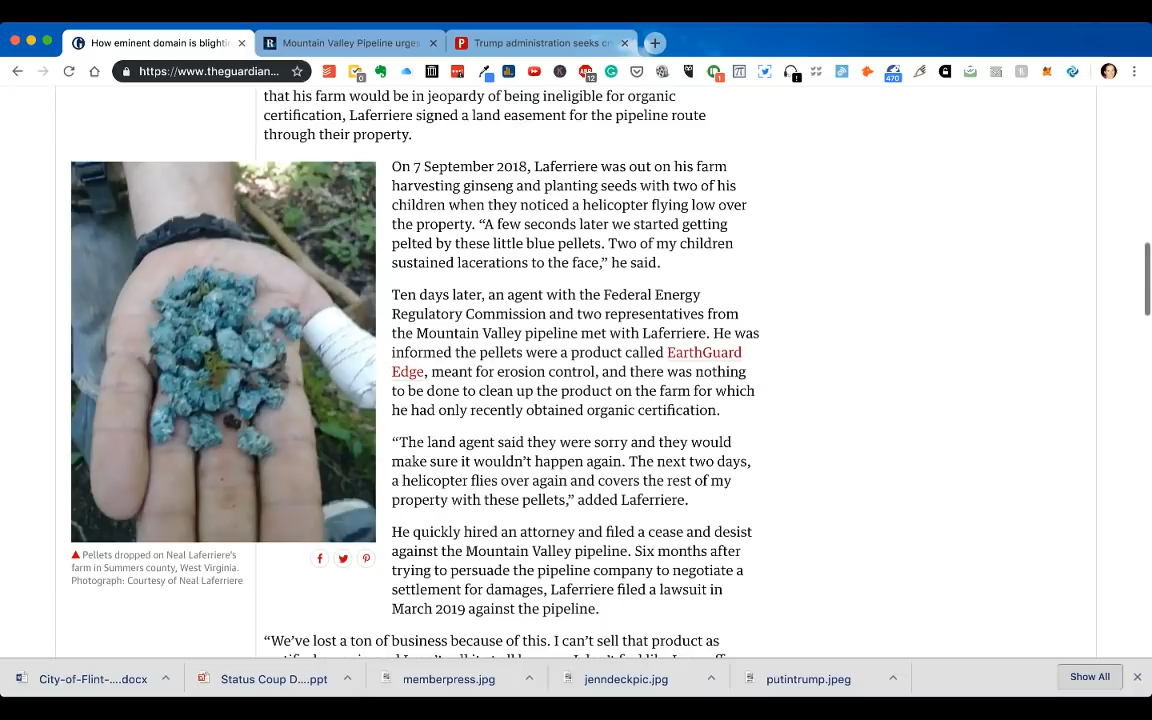 How eminent domain is blighti
Mountain Valley Pipeline urges
Trump administration seeks cr
https://www.theguardian...
0
12
1
470
that his farm would be in jeopardy of being ineligible for organic
certification, Laferriere signed a land easement for the pipeline route
through their property.
On 7 September 2018, Laferriere was out on his farm
harvesting ginseng and planting seeds with two of his
children when they noticed a helicopter flying low over
the property. “A few seconds later we started getting
pelted by these little blue pellets. Two of my children
sustained lacerations to the face,” he said.
Ten days later, an agent with the Federal Energy
Regulatory Commission and two representatives from
the Mountain Valley pipeline met with Laferriere. He was
informed the pellets were a product called EarthGuard
Edge, meant for erosion control, and there was nothing
to be done to clean up the product on the farm for which
he had only recently obtained organic certification.
“The land agent said they were sorry and they would
make sure it wouldn’t happen again. The next two days,
a helicopter flies over again and covers the rest of my
property with these pellets,” added Laferriere.
He quickly hired an attorney and filed a cease and desist
against the Mountain Valley pipeline. Six months after
trying to persuade the pipeline company to negotiate a
settlement for damages, Laferriere filed a lawsuit in
March 2019 against the pipeline.
Pellets dropped on Neal Laferriere’s
farm in Summers county, West Virginia.
Photograph: Courtesy of Neal Laferriere
“We’ve lost a ton of business because of this. I can’t sell that product as
City-of-Flint-....docx
Status Coup D....ppt
memberpress.jpg
jenndeckpic.jpg
putintrump.jpeg
Show All